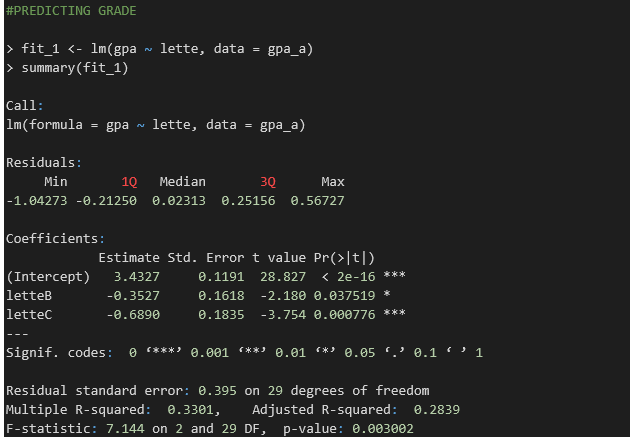 #PREDICTING GRADE
> fit_1 <- lm(gpa ~ lette, data = gpa_a)
> summary(fit_1)
Call:
lm(formula = gpa ~ lette, data = gpa_a)
Residuals:
     Min       1Q   Median       3Q      Max
-1.04273 -0.21250  0.02313  0.25156  0.56727
Coefficients:
            Estimate Std. Error t value Pr(>|t|)
(Intercept)   3.4327     0.1191  28.827  < 2e-16 ***
letteB       -0.3527     0.1618  -2.180 0.037519 *
letteC       -0.6890     0.1835  -3.754 0.000776 ***
---
Signif. codes:  0 ‘***’ 0.001 ‘**’ 0.01 ‘*’ 0.05 ‘.’ 0.1 ‘ ’ 1
Residual standard error: 0.395 on 29 degrees of freedom
Multiple R-squared:  0.3301,    Adjusted R-squared:  0.2839
F-statistic: 7.144 on 2 and 29 DF,  p-value: 0.003002